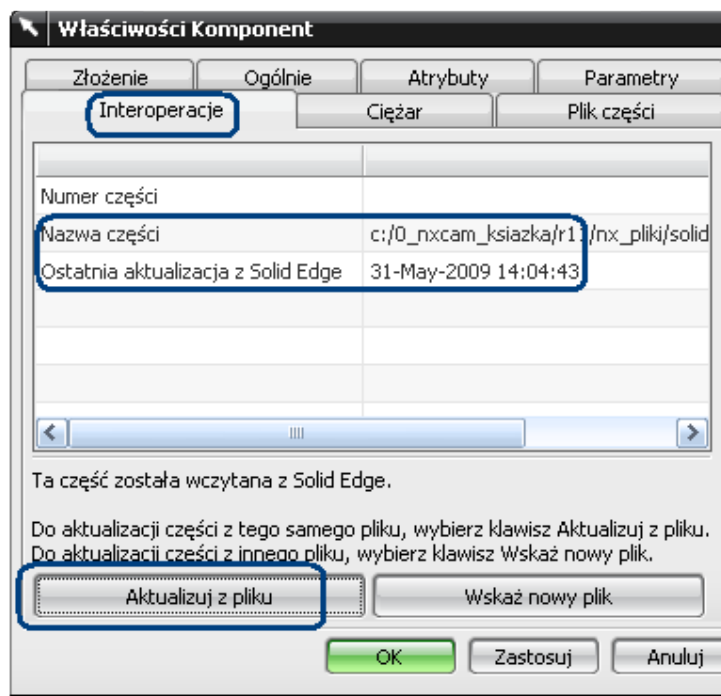 Właściwości Komponent
Złożenie Ogólnie Atrybuty Parametry
Interoperacje Ciężar Plik części
Numer części
Nazwa części c:/0_nxcam_ksiazka/r11/nx_pliki/solid
Ostatnia aktualizacja z Solid Edge 31-May-2009 14:04:43
Ta część została wczytana z Solid Edge.
Do aktualizacji części z tego samego pliku, wybierz klawisz Aktualizuj z pliku.
Do aktualizacji części z innego pliku, wybierz klawisz Wskaż nowy plik.
Aktualizuj z pliku Wskaż nowy plik
OK Zastosuj Anuluj